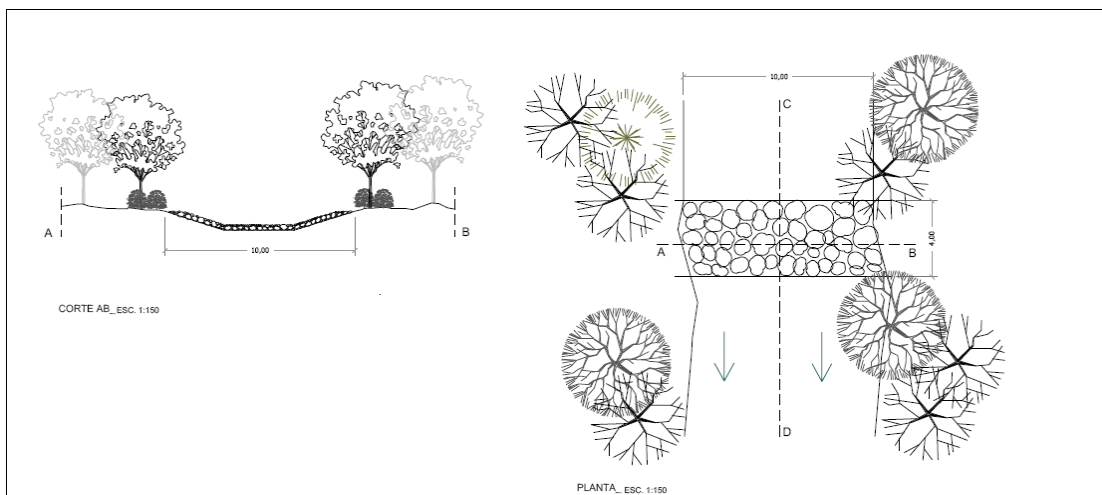 A
B
10,00
CORTE AB_ ESC. 1:150
10,00
C
A
B
4,00
D
PLANTA_ ESC. 1:150